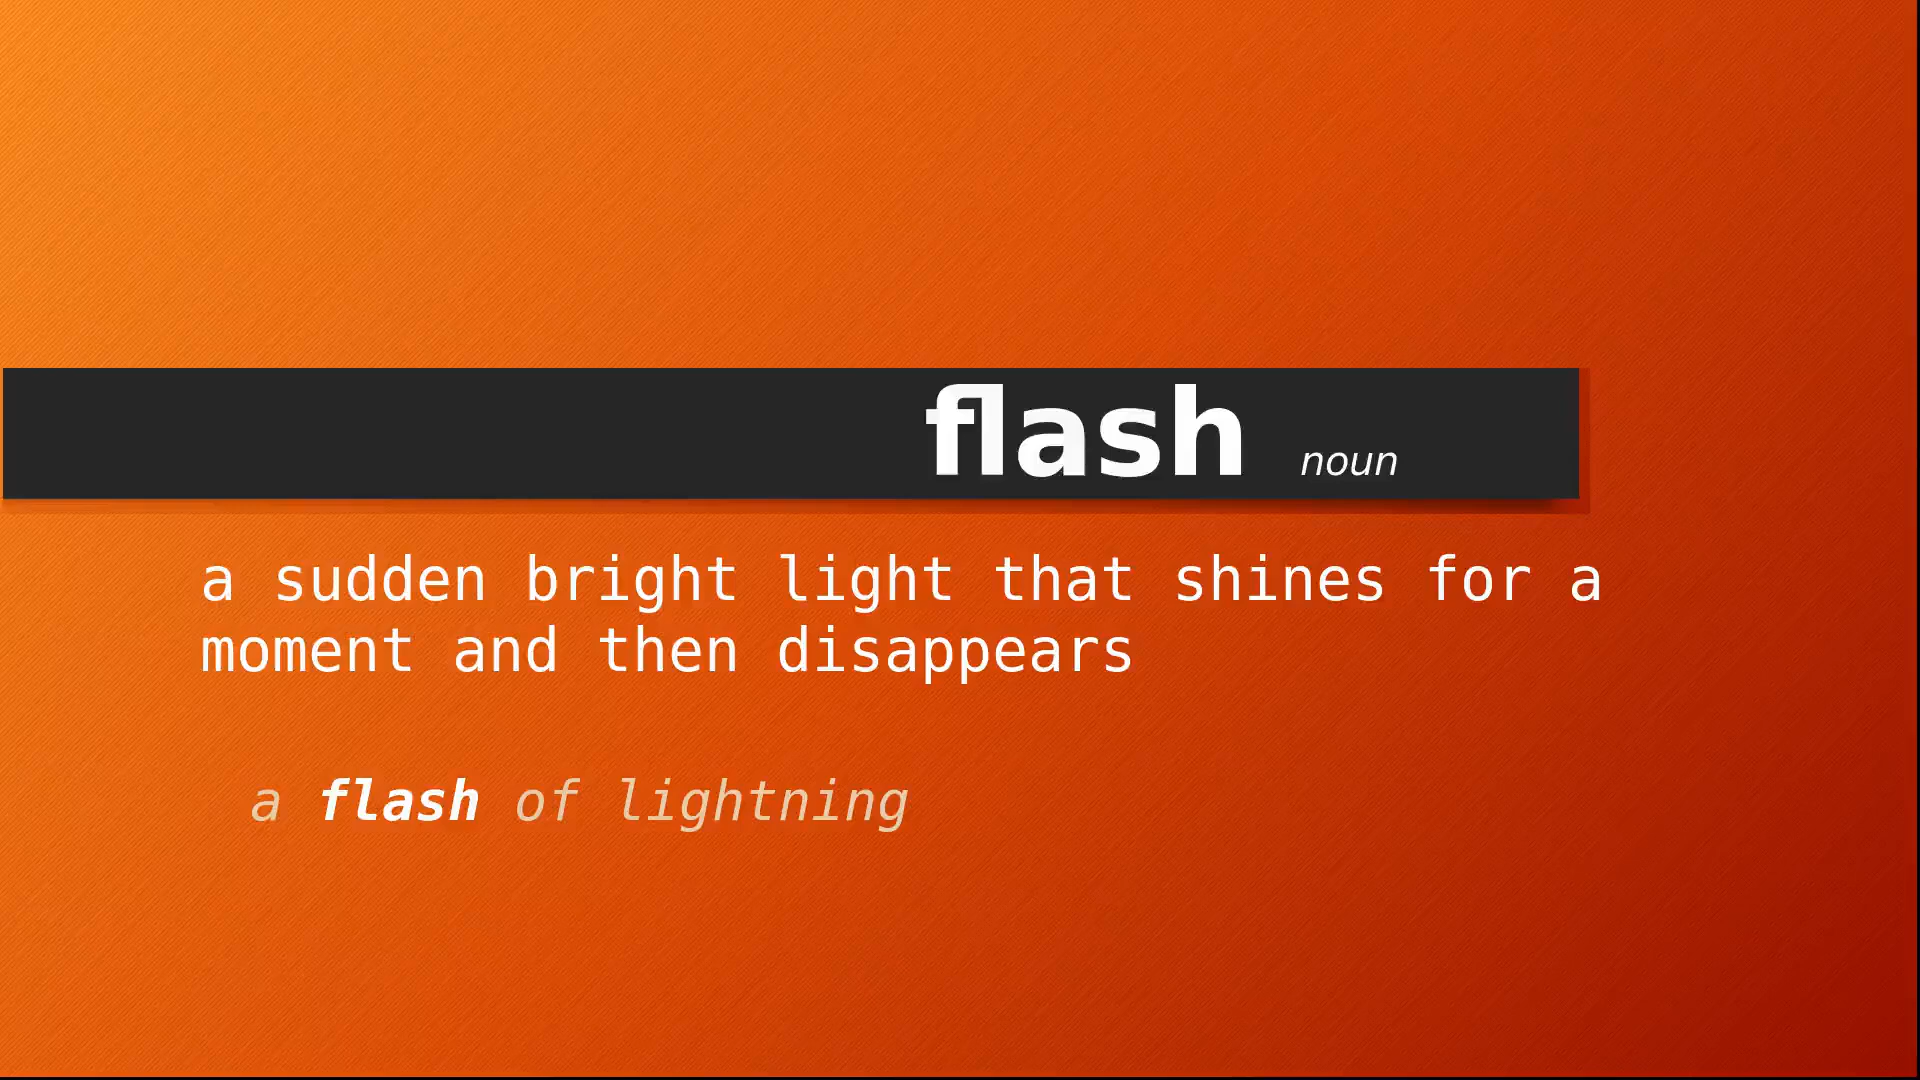 flash noun
a sudden bright light that shines for a
moment and then disappears
a flash of lightning